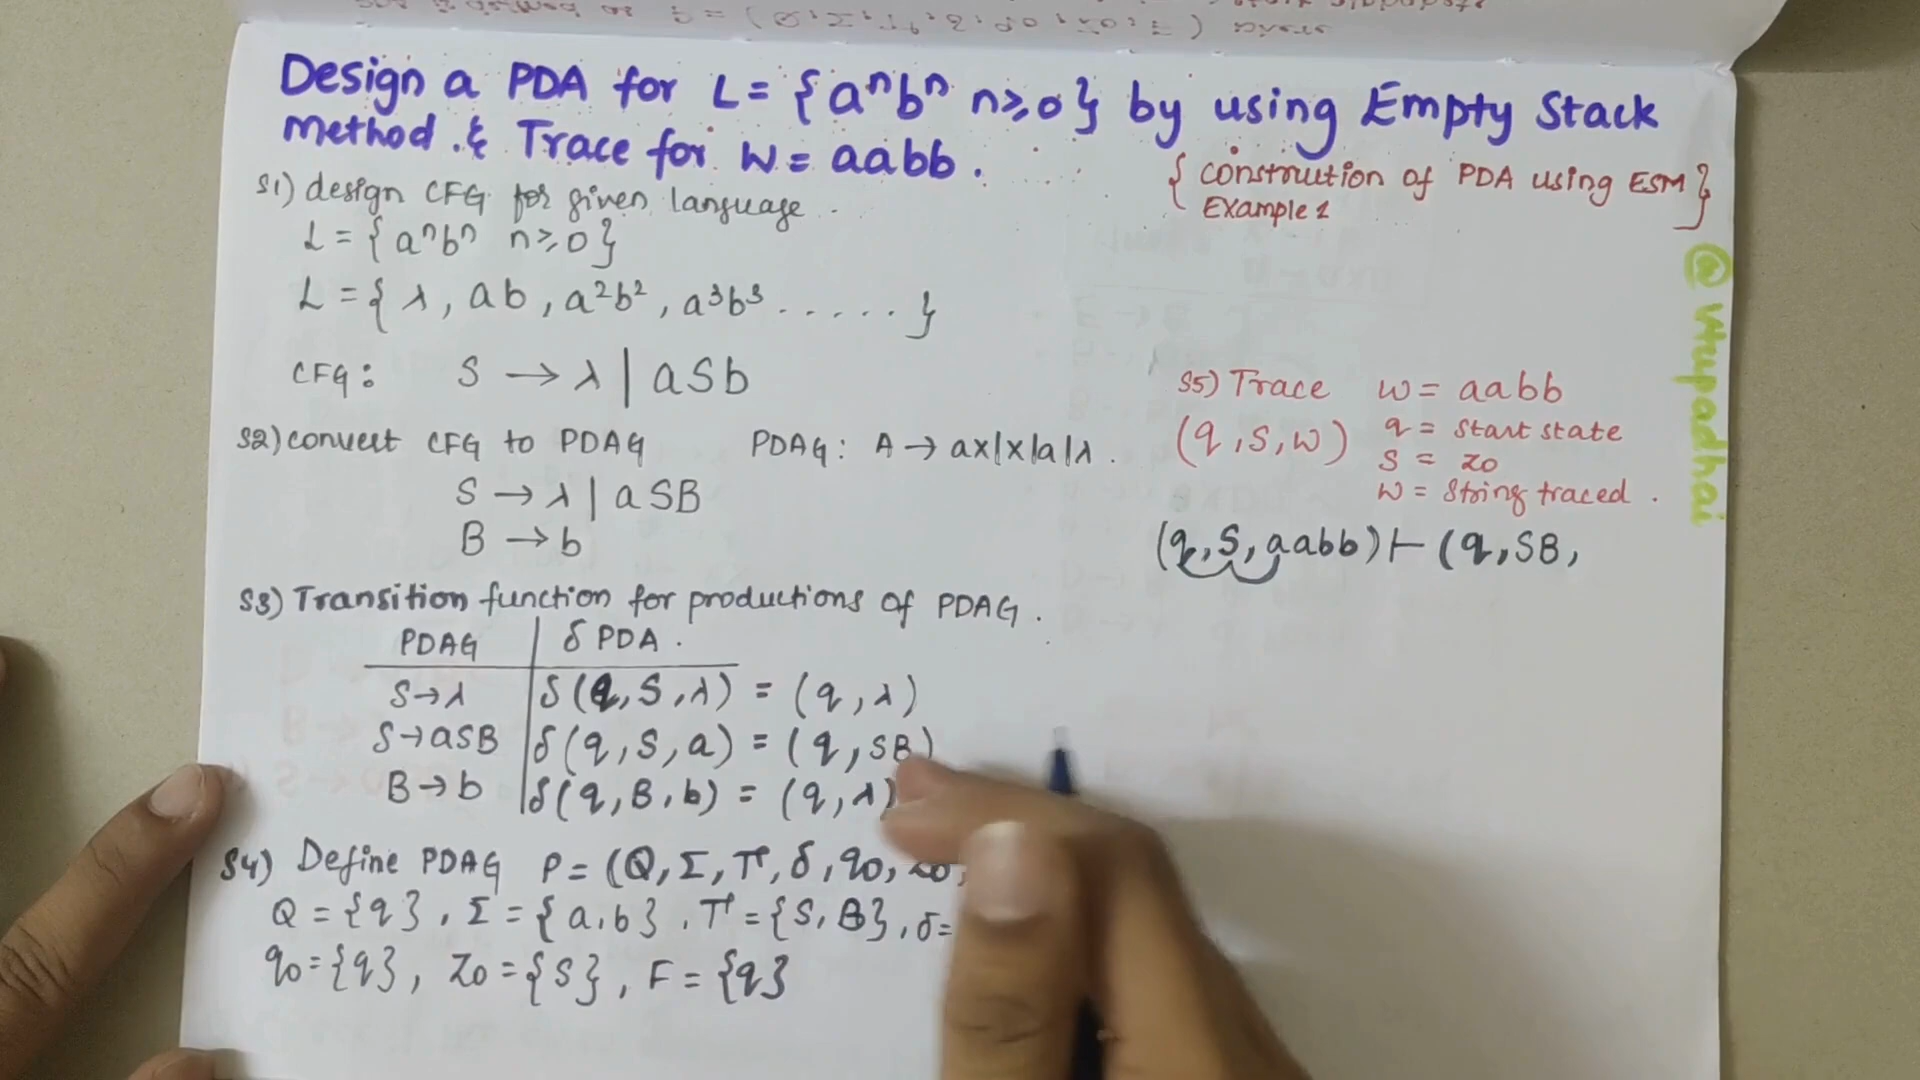 Design a PDA for L = {aⁿbⁿ n≥0} by using Empty Stack
Method. & Trace for W = aabb.
{ Construction of PDA using ESM }
Example 1
S1) design CFG for given language.
L = {aⁿbⁿ n≥0}
L = {λ, ab, a²b², a³b³ ..... }
CFG: S → λ | aSb
S2) convert CFG to PDAG PDAG: A → ax|x|a|λ.
S → λ | aSB
B → b
S3) Transition function for productions of PDAG.
PDAG | δ PDA.
S→λ | δ(q, S, λ) = (q, λ)
S→aSB | δ(q, S, a) = (q, SB)
B→b | δ(q, B, b) = (q, λ)
S4) Define PDAG P = (Q, Σ, Γ, δ, q0, z0,
Q = {q}, Σ = {a, b}, Γ = {S, B}, δ =
q0 = {q}, Z0 = {S}, F = {q}
S5) Trace w = aabb
(q, S, w) q = start state
S = z0
w = string traced.
(q, S, aabb) ⊢ (q, SB,
@Vtupadhai